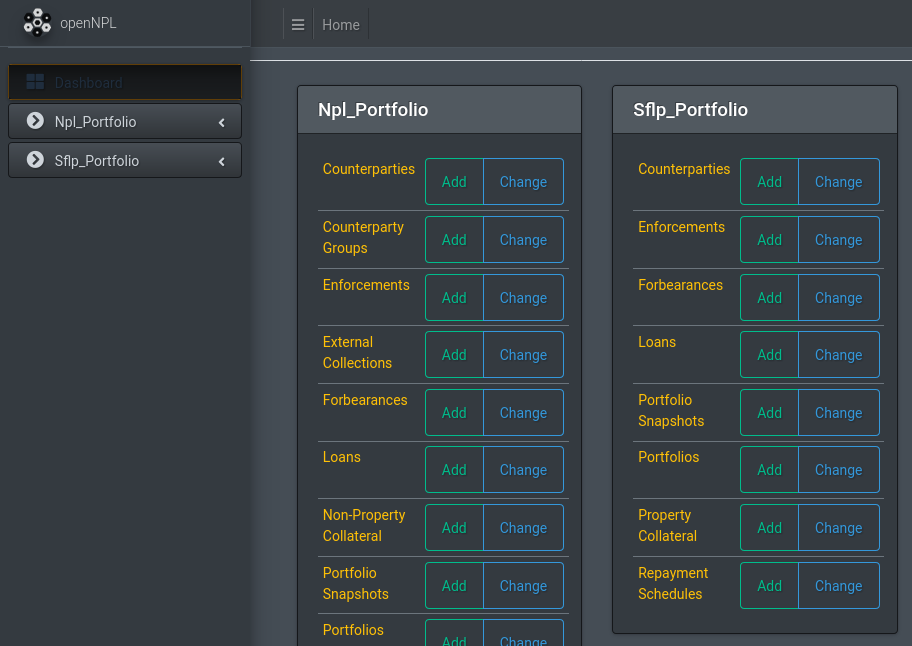 openNPL
Home
Dashboard
Npl_Portfolio
Sflp_Portfolio
Npl_Portfolio
Counterparties
Add
Change
Counterparty
Groups
Add
Change
Enforcements
Add
Change
External
Collections
Add
Change
Forbearances
Add
Change
Loans
Add
Change
Non-Property
Collateral
Add
Change
Portfolio
Snapshots
Add
Change
Portfolios
Add
Change
Sflp_Portfolio
Counterparties
Add
Change
Enforcements
Add
Change
Forbearances
Add
Change
Loans
Add
Change
Portfolio
Snapshots
Add
Change
Portfolios
Add
Change
Property
Collateral
Add
Change
Repayment
Schedules
Add
Change